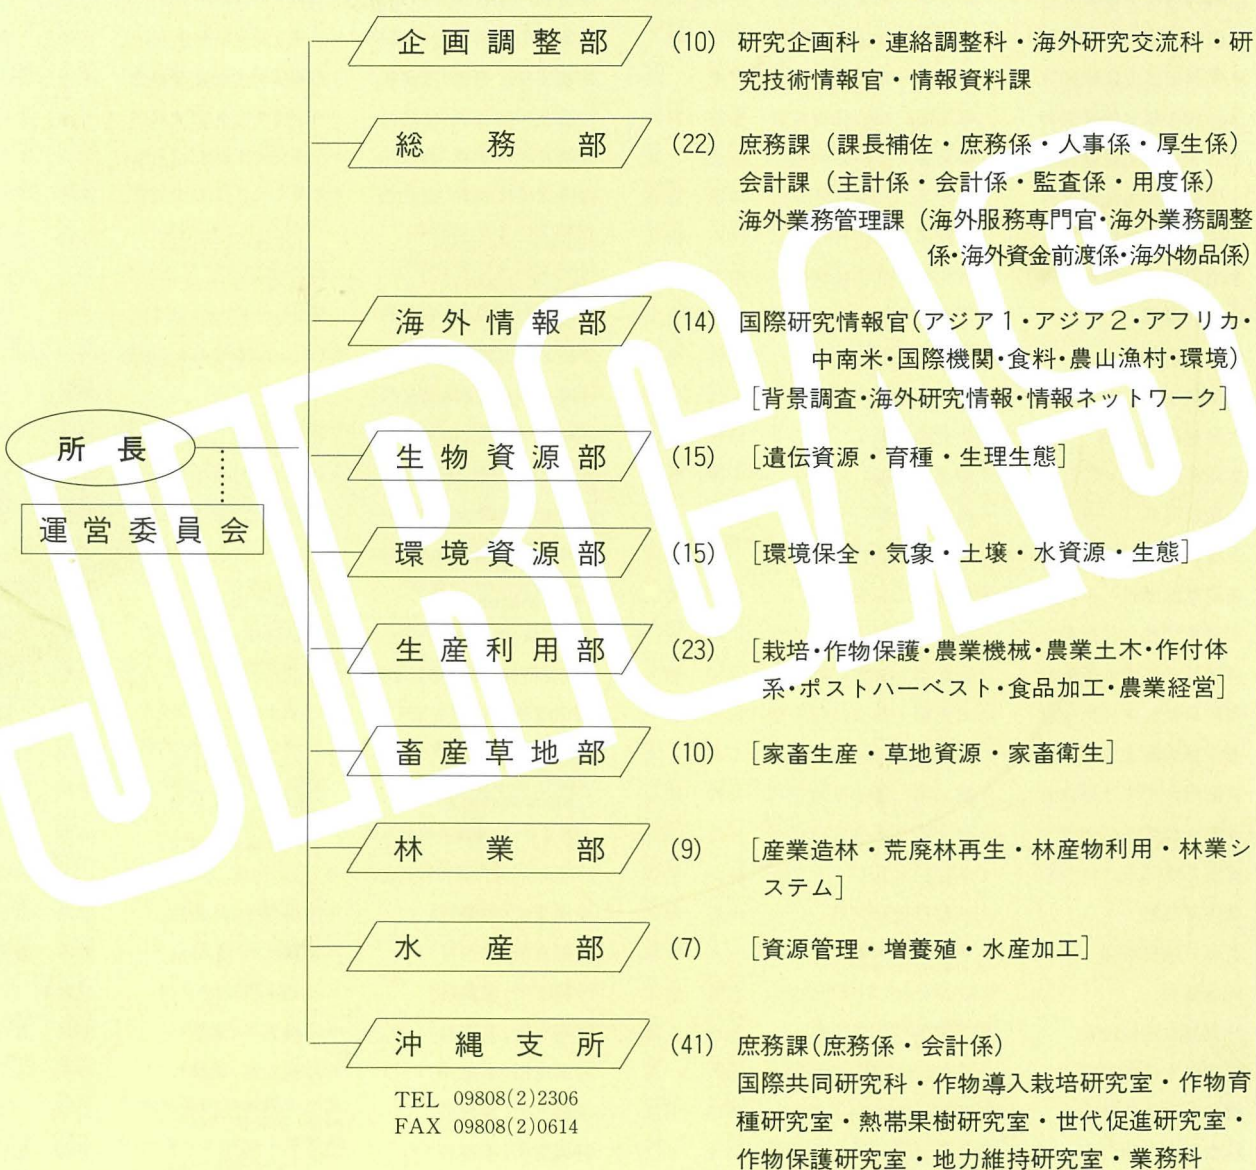 企画調整部 (10) 研究企画科・連絡調整科・海外研究交流科・研
究技術情報官・情報資料課
総務部 (22) 庶務課（課長補佐・庶務係・人事係・厚生係）
会計課（主計係・会計係・監査係・用度係）
海外業務管理課（海外服務専門官・海外業務調整
係・海外資金前渡係・海外物品係）
海外情報部 (14) 国際研究情報官(アジア1・アジア2・アフリカ・
中南米・国際機関・食料・農山漁村・環境)
[背景調査・海外研究情報・情報ネットワーク]
所長
運営委員会
生物資源部 (15) [遺伝資源・育種・生理生態]
環境資源部 (15) [環境保全・気象・土壌・水資源・生態]
生産利用部 (23) [栽培・作物保護・農業機械・農業土木・作付体
系・ポストハーベスト・食品加工・農業経営]
畜産草地部 (10) [家畜生産・草地資源・家畜衛生]
林業部 (9) [産業造林・荒廃林再生・林産物利用・林業シ
ステム]
水産部 (7) [資源管理・増養殖・水産加工]
沖縄支所 (41) 庶務課(庶務係・会計係)
国際共同研究科・作物導入栽培研究室・作物育
種研究室・熱帯果樹研究室・世代促進研究室・
作物保護研究室・地力維持研究室・業務科
TEL 09808(2)2306
FAX 09808(2)0614
JIRCAS